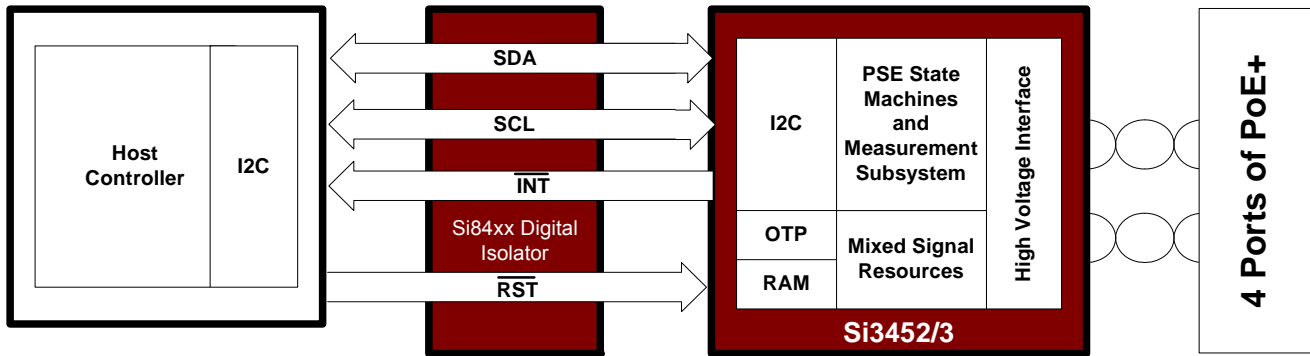 Host
Controller
I2C
SDA
SCL
INT
Si84xx Digital
Isolator
RST
I2C
PSE State
Machines
and
Measurement
Subsystem
OTP
RAM
Mixed Signal
Resources
High Voltage Interface
Si3452/3
4 Ports of PoE+